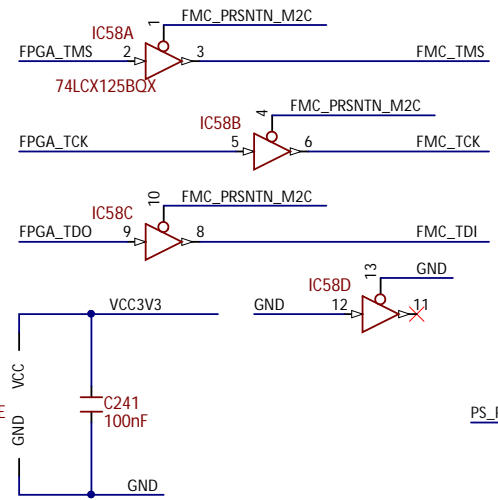 1 FMC_PRSNTN_M2C
IC58A
FPGA_TMS 2 3 FMC_TMS
74LCX125BQX
4 FMC_PRSNTN_M2C
IC58B
FPGA_TCK 5 6 FMC_TCK
10 FMC_PRSNTN_M2C
IC58C
FPGA_TDO 9 8 FMC_TDI
13 GND
IC58D
GND 12 11
VCC3V3
VCC
C241
100nF
GND
GND